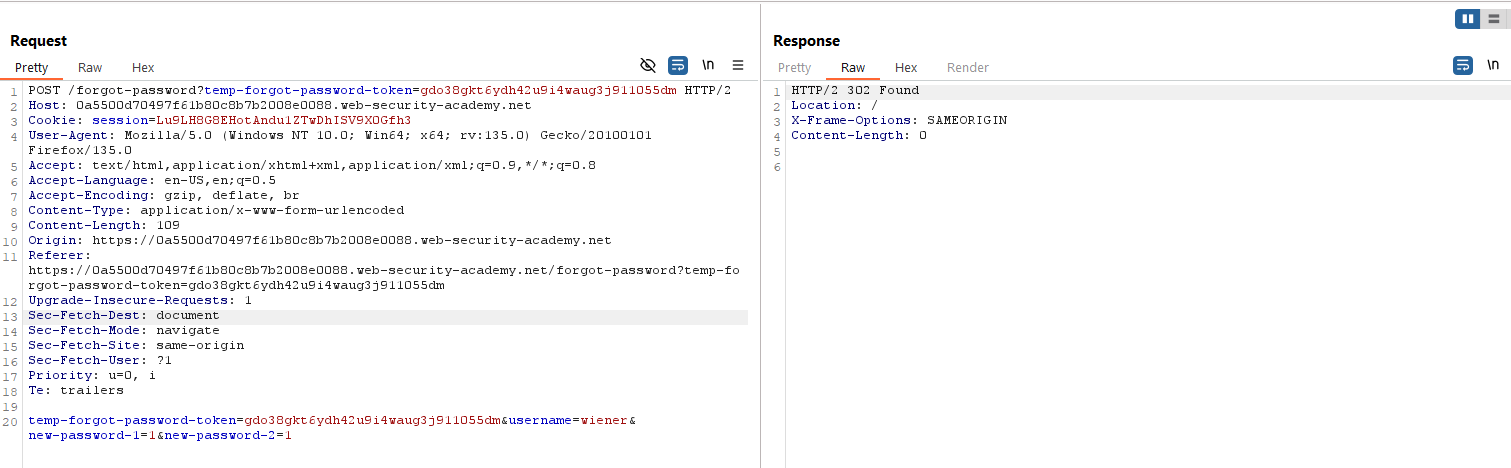 Request
Pretty Raw Hex
\n
1 POST /forgot-password?temp-forgot-password-token=gdo38gkt6ydh42u9i4waug3j911055dm HTTP/2
2 Host: 0a5500d70497f61b80c8b7b2008e0088.web-security-academy.net
3 Cookie: session=Lu9LH8G8EHotAndu1ZTwDhISV9X0Gfh3
4 User-Agent: Mozilla/5.0 (Windows NT 10.0; Win64; x64; rv:135.0) Gecko/20100101
Firefox/135.0
5 Accept: text/html,application/xhtml+xml,application/xml;q=0.9,*/*;q=0.8
6 Accept-Language: en-US,en;q=0.5
7 Accept-Encoding: gzip, deflate, br
8 Content-Type: application/x-www-form-urlencoded
9 Content-Length: 109
10 Origin: https://0a5500d70497f61b80c8b7b2008e0088.web-security-academy.net
11 Referer:
https://0a5500d70497f61b80c8b7b2008e0088.web-security-academy.net/forgot-password?temp-fo
rgot-password-token=gdo38gkt6ydh42u9i4waug3j911055dm
12 Upgrade-Insecure-Requests: 1
13 Sec-Fetch-Dest: document
14 Sec-Fetch-Mode: navigate
15 Sec-Fetch-Site: same-origin
16 Sec-Fetch-User: ?1
17 Priority: u=0, i
18 Te: trailers
19
20 temp-forgot-password-token=gdo38gkt6ydh42u9i4waug3j911055dm&username=wiener&
new-password-1=1&new-password-2=1
Response
Pretty Raw Hex Render
\n
1 HTTP/2 302 Found
2 Location: /
3 X-Frame-Options: SAMEORIGIN
4 Content-Length: 0
5
6